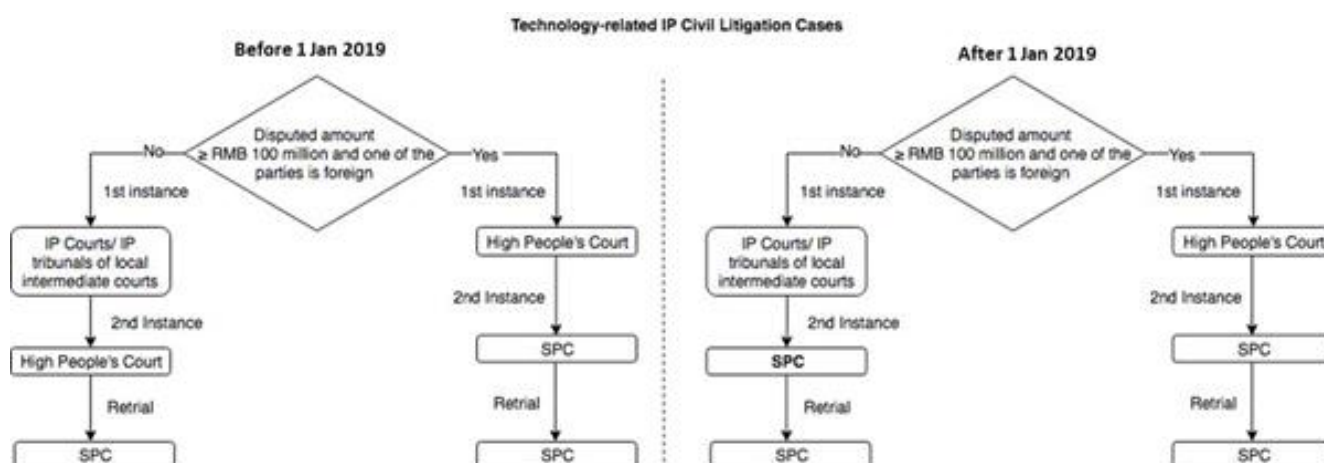 Technology-related IP Civil Litigation Cases
Before 1 Jan 2019
Disputed amount
≥ RMB 100 million and one of the
parties is foreign
No
Yes
1st instance
1st instance
IP Courts/ IP
tribunals of local
intermediate courts
High People's Court
2nd Instance
2nd Instance
High People's Court
SPC
Retrial
Retrial
SPC
SPC
After 1 Jan 2019
Disputed amount
≥ RMB 100 million and one of the
parties is foreign
No
Yes
1st instance
1st instance
IP Courts/ IP
tribunals of local
intermediate courts
High People's Court
2nd Instance
2nd Instance
SPC
SPC
Retrial
Retrial
SPC
SPC